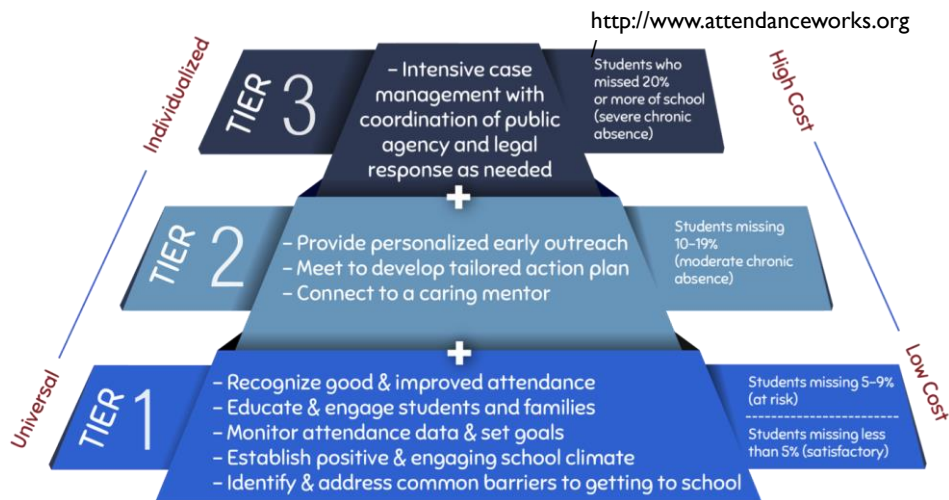 http://www.attendanceworks.org
Individualized
High Cost
TIER
3
– Intensive case
management with
coordination of public
agency and legal
response as needed
Students who
missed 20%
or more of school
(severe chronic
absence)
+
TIER
2
– Provide personalized early outreach
– Meet to develop tailored action plan
– Connect to a caring mentor
Students missing
10–19%
(moderate chronic
absence)
+
Universal
Low Cost
TIER
1
– Recognize good & improved attendance
– Educate & engage students and families
– Monitor attendance data & set goals
– Establish positive & engaging school climate
– Identify & address common barriers to getting to school
Students missing 5–9%
(at risk)
Students missing less
than 5% (satisfactory)